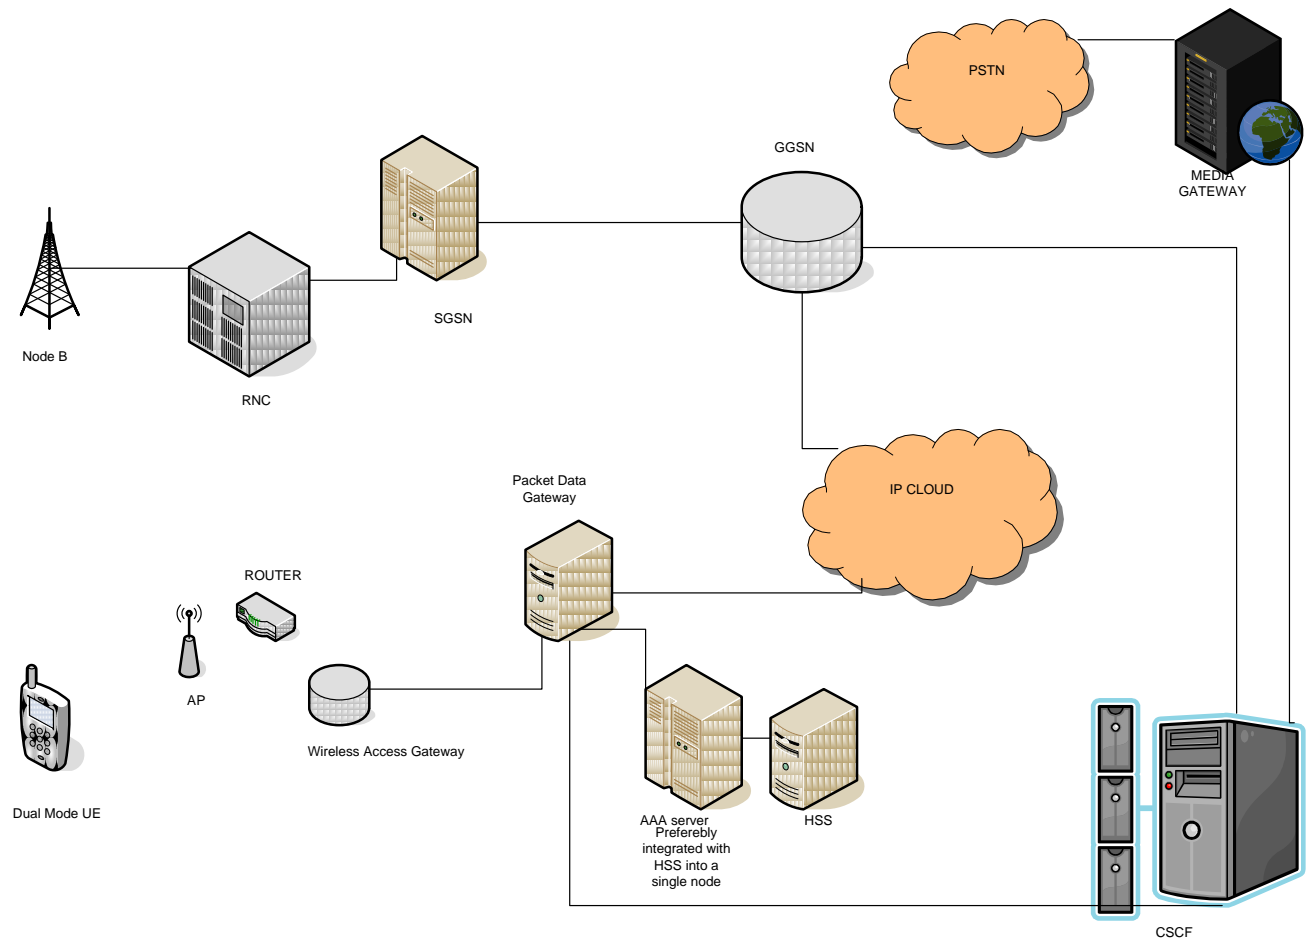 PSTN
GGSN
MEDIA
GATEWAY
SGSN
Node B
RNC
Packet Data
Gateway
IP CLOUD
ROUTER
AP
Wireless Access Gateway
Dual Mode UE
AAA server
Preferebly
integrated with
HSS into a
single node
HSS
CSCF